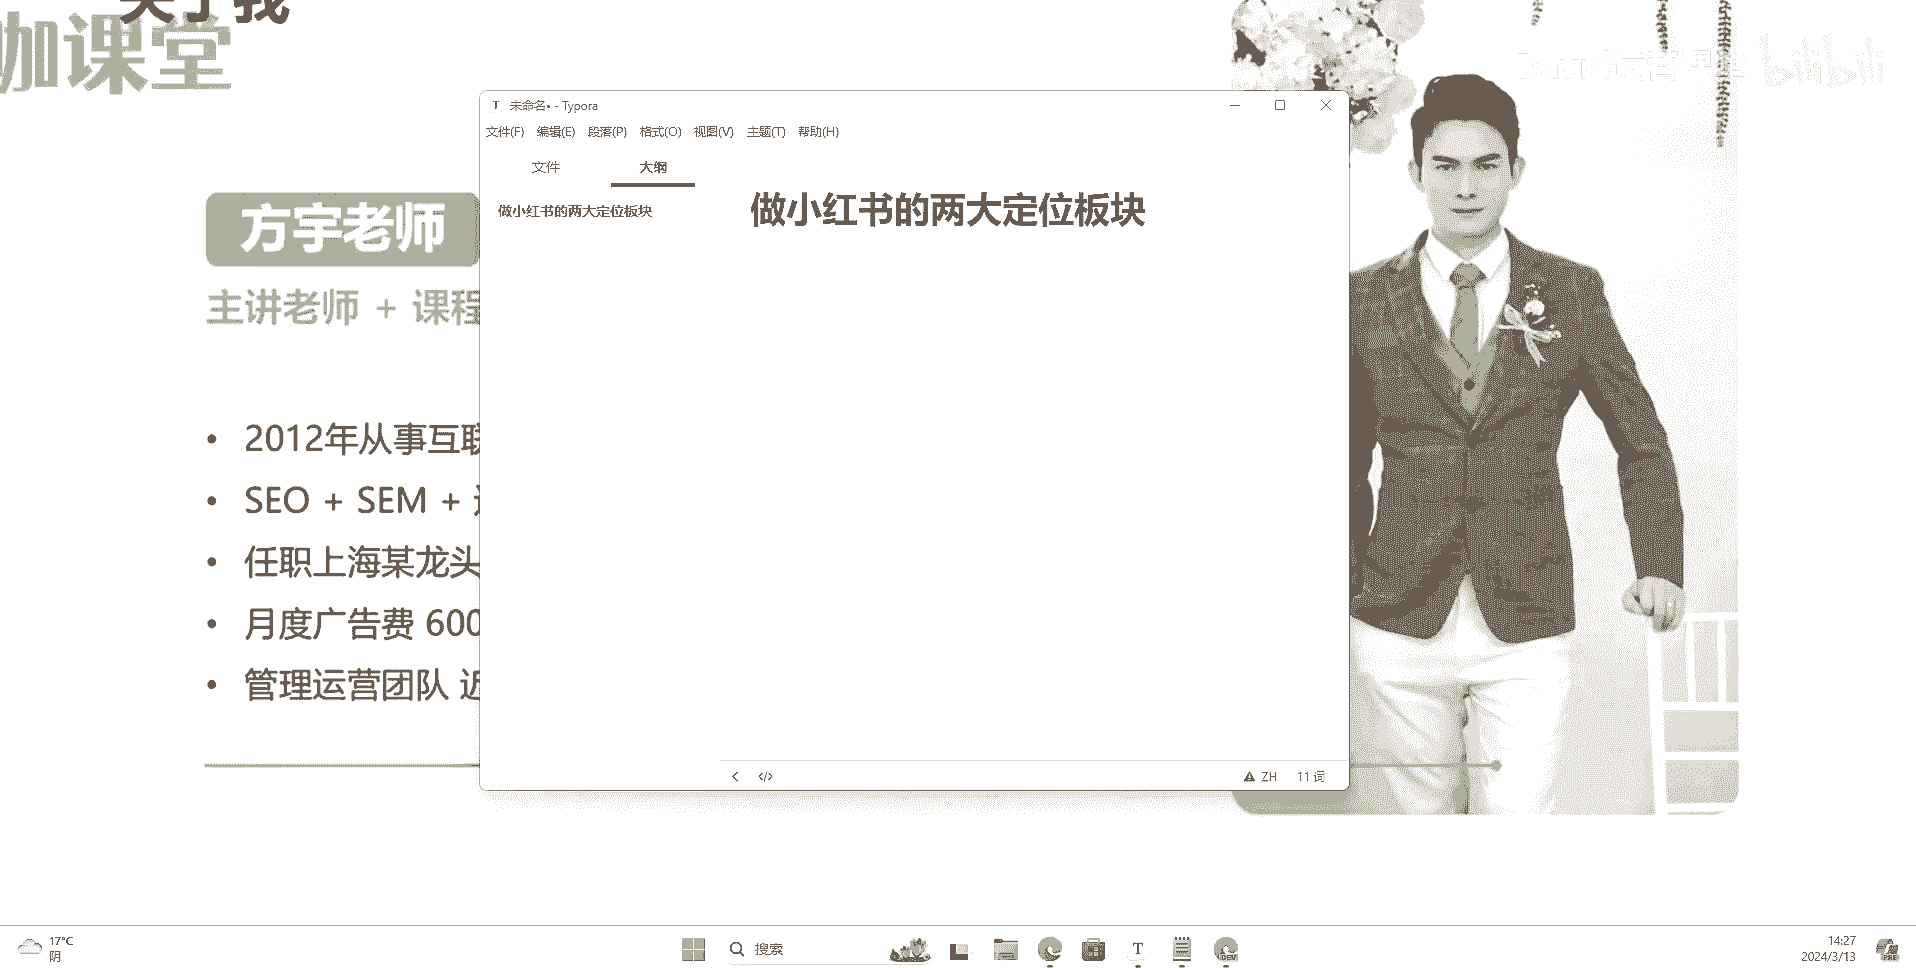 关于我
咖课堂
bilibili
未命名• - Typora
文件(F) 编辑(E) 段落(P) 格式(O) 视图(V) 主题(T) 帮助(H)
文件 大纲
做小红书的两大定位板块
做小红书的两大定位板块
方宇老师
主讲老师 + 课程
2012年从事互联
SEO + SEM +
任职上海某龙头
月度广告费 600
管理运营团队 近
</> ZH 11 词
17°C
阴
搜索
T
DEV
14:27
2024/3/13
PRE